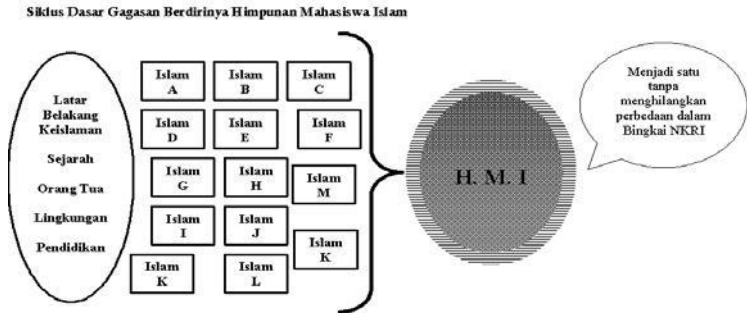 Siklus Dasar Gagasan Berdirinya Himpunan Mahasiswa Islam
Latar
Belakang
Keislaman
Sejarah
Orang Tua
Lingkungan
Pendidikan
Islam
A
Islam
B
Islam
C
Islam
D
Islam
E
Islam
F
Islam
G
Islam
H
Islam
M
Islam
I
Islam
J
Islam
K
Islam
K
Islam
L
H. M. I
Menjadi satu
tanpa
menghilangkan
perbedaan dalam
Bingkai NKRI